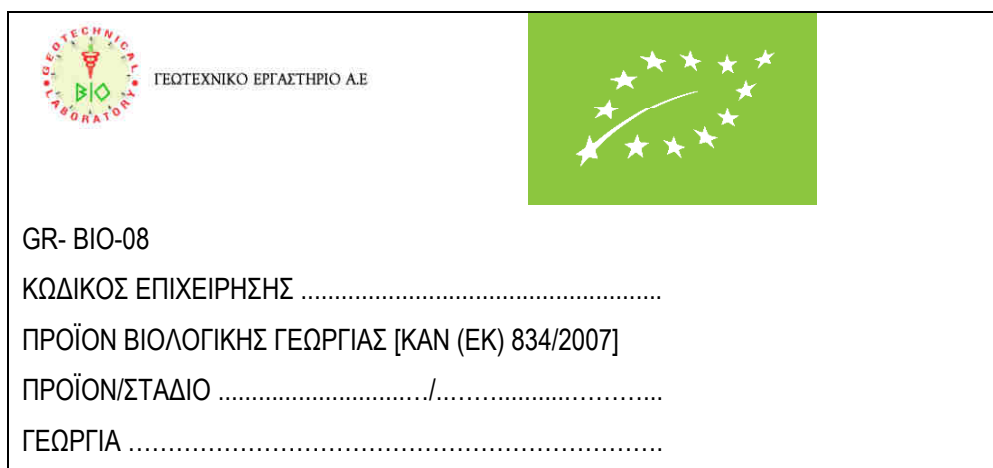 GEOTECHNICAL
BIO
LABORATORY
ΓΕΩΤΕΧΝΙΚΟ ΕΡΓΑΣΤΗΡΙΟ Α.Ε
GR- BIO-08
ΚΩΔΙΚΟΣ ΕΠΙΧΕΙΡΗΣΗΣ ......................................................
ΠΡΟΪΟΝ ΒΙΟΛΟΓΙΚΗΣ ΓΕΩΡΓΙΑΣ [ΚΑΝ (ΕΚ) 834/2007]
ΠΡΟΪΟΝ/ΣΤΑΔΙΟ ............................…/...……...........………...
ΓΕΩΡΓΙΑ ………………………………………………………….